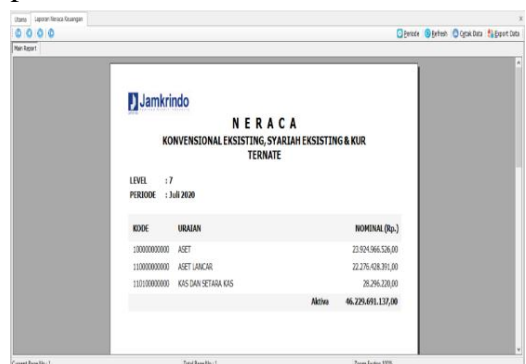 Utama Laporan Neraca Keuangan
Periode Refresh Cetak Data Export Data
Main Report
Jamkrindo
NERACA
KONVENSIONAL EKSISTING, SYARIAH EKSISTING & KUR
TERNATE
LEVEL : 7
PERIODE : Juli 2020
KODE URAIAN NOMINAL (Rp.)
100000000000 ASET 23.924.966.526,00
110000000000 ASET LANCAR 22.276.428.391,00
110100000000 KAS DAN SETARA KAS 28.296.220,00
Aktiva 46.229.691.137,00
Current Page No.: 1 Total Page No.: 1 Zoom Factor: 100%